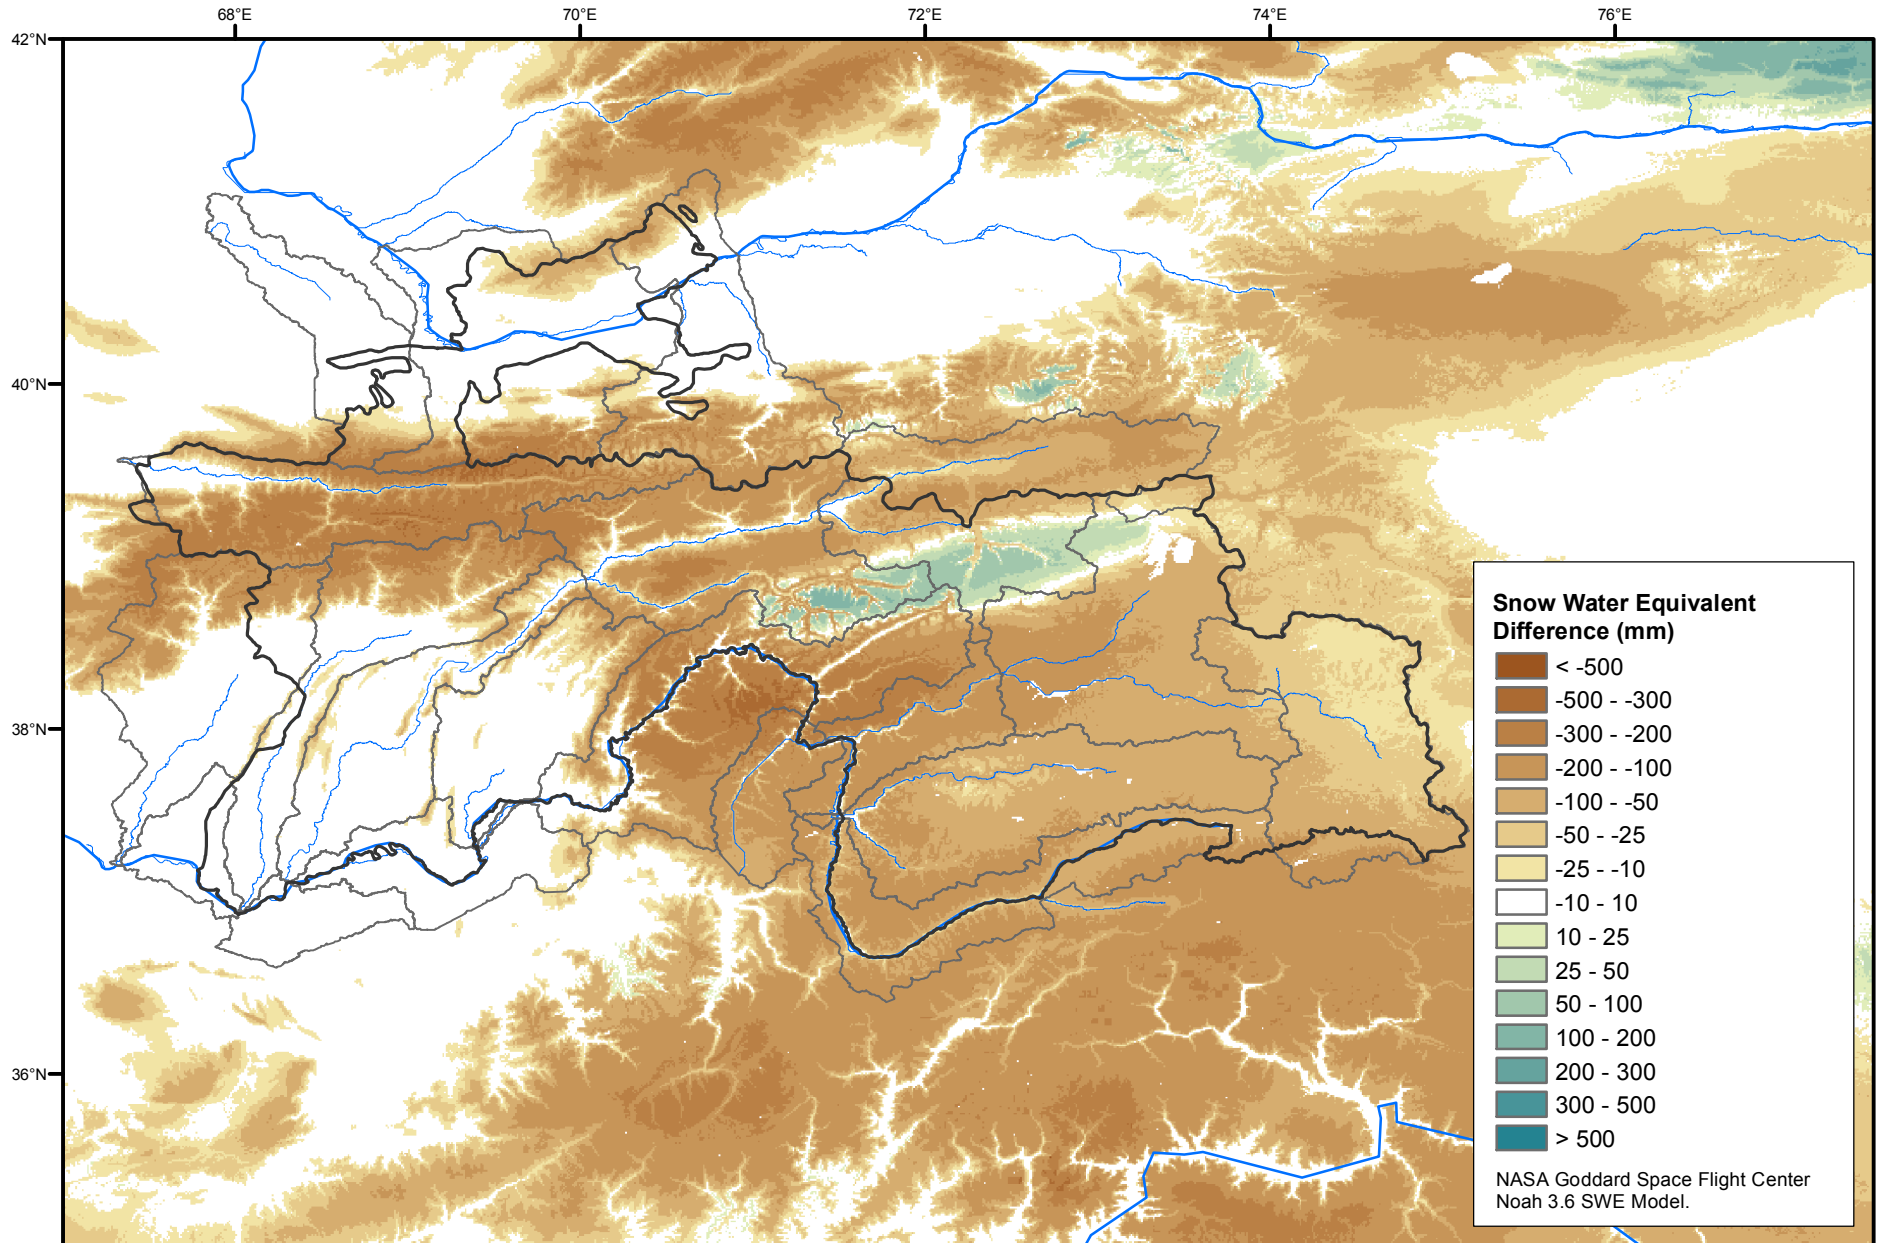 68°E 70°E 72°E 74°E 76°E
42°N
40°N
38°N
36°N
Snow Water Equivalent
Difference (mm)
< -500
-500 - -300
-300 - -200
-200 - -100
-100 - -50
-50 - -25
-25 - -10
-10 - 10
10 - 25
25 - 50
50 - 100
100 - 200
200 - 300
300 - 500
> 500
NASA Goddard Space Flight Center
Noah 3.6 SWE Model.